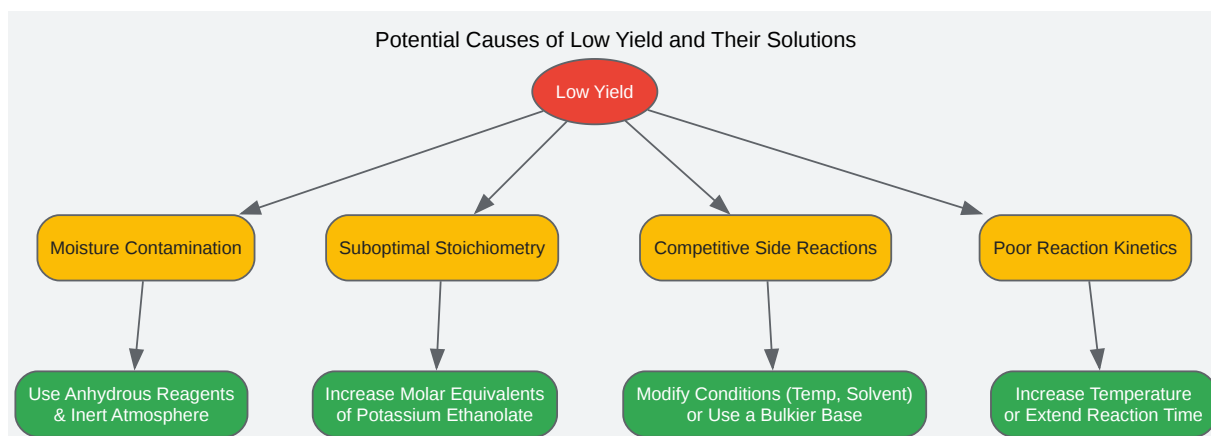 Potential Causes of Low Yield and Their Solutions
Low Yield
Moisture Contamination
Suboptimal Stoichiometry
Competitive Side Reactions
Poor Reaction Kinetics
Use Anhydrous Reagents
& Inert Atmosphere
Increase Molar Equivalents
of Potassium Ethanolate
Modify Conditions (Temp, Solvent)
or Use a Bulkier Base
Increase Temperature
or Extend Reaction Time